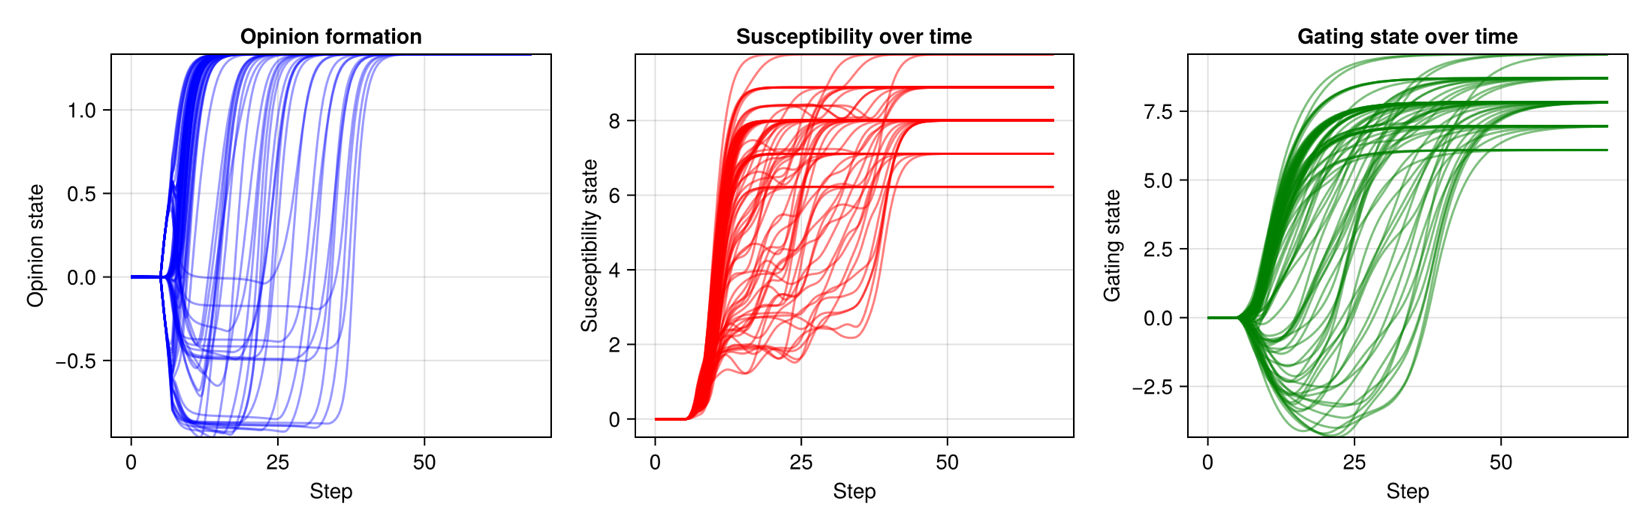 Opinion formation
Opinion state
1.0
0.5
0.0
−0.5
0
25
50
Step
Susceptibility over time
Susceptibility state
8
6
4
2
0
0
25
50
Step
Gating state over time
Gating state
7.5
5.0
2.5
0.0
−2.5
0
25
50
Step